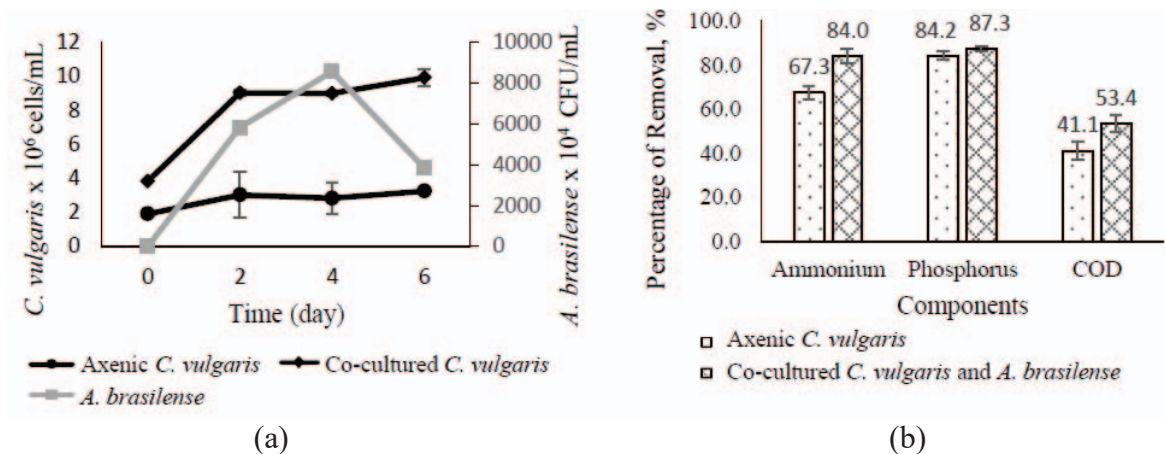 C. vulgaris x 10⁶ cells/mL
12
10
8
6
4
2
0
0 2 4 6
Time (day)
10000
8000
6000
4000
2000
0
A. brasilense x 10⁴ CFU/mL
Axenic C. vulgaris
Co-cultured C. vulgaris
A. brasilense
(a)
Percentage of Removal, %
100.0
80.0
60.0
40.0
20.0
0.0
67.3
84.0
84.2
87.3
41.1
53.4
Ammonium Phosphorus COD
Components
Axenic C. vulgaris
Co-cultured C. vulgaris and A. brasilense
(b)